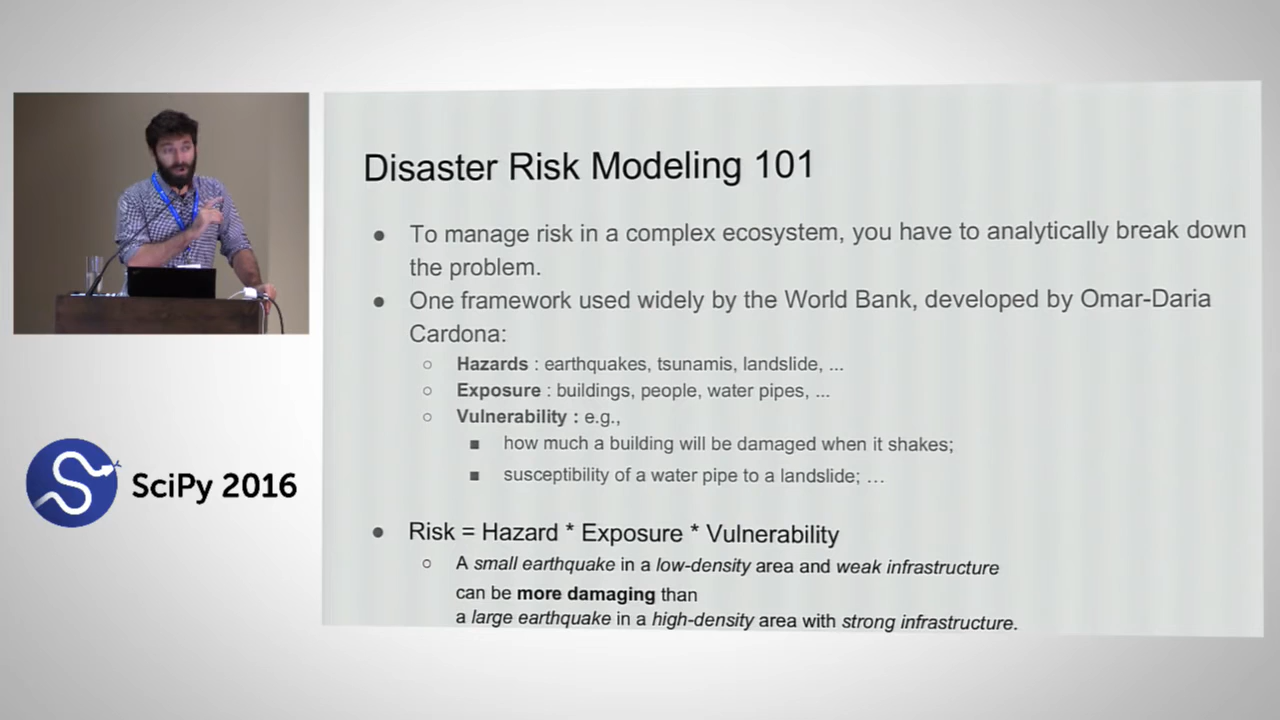 Disaster Risk Modeling 101
● To manage risk in a complex ecosystem, you have to analytically break down
the problem.
● One framework used widely by the World Bank, developed by Omar-Daria
Cardona:
○ Hazards : earthquakes, tsunamis, landslide, ...
○ Exposure : buildings, people, water pipes, ...
○ Vulnerability : e.g.,
■ how much a building will be damaged when it shakes;
■ susceptibility of a water pipe to a landslide; …
● Risk = Hazard * Exposure * Vulnerability
○ A small earthquake in a low-density area and weak infrastructure
can be more damaging than
a large earthquake in a high-density area with strong infrastructure.
SciPy 2016